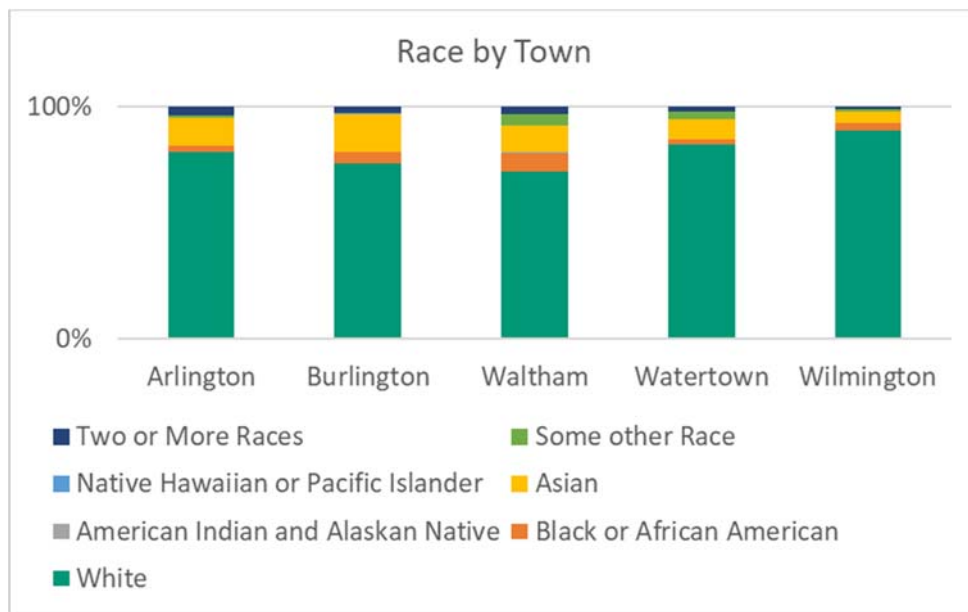 Race by Town
100%
0%
Arlington Burlington Waltham Watertown Wilmington
Two or More Races Some other Race
Native Hawaiian or Pacific Islander Asian
American Indian and Alaskan Native Black or African American
White